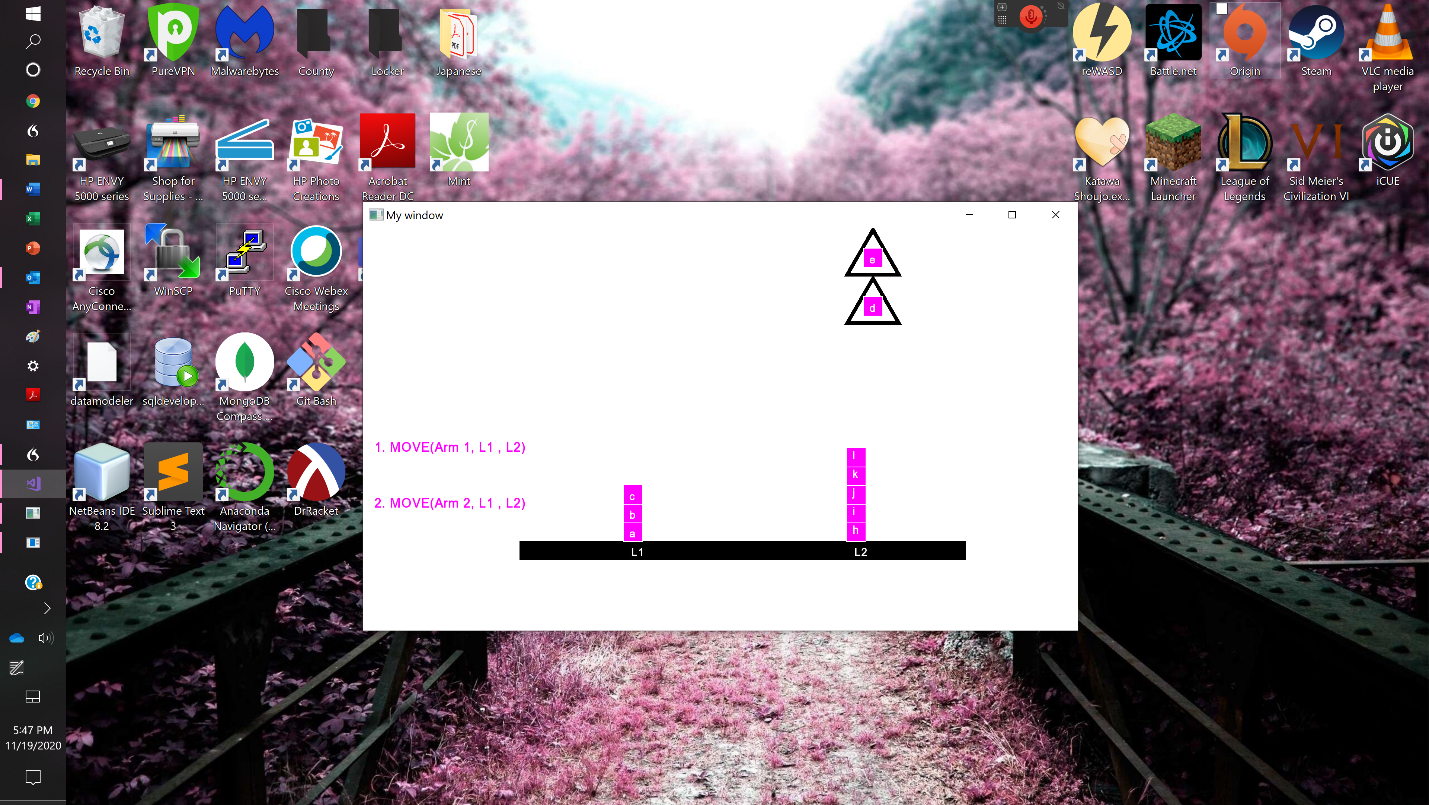 Recycle Bin
PureVPN
Malwarebytes
County
Locker
Japanese
reWASD
Battle.net
Origin
Steam
VLC media
player
HP ENVY
5000 series
Shop for
Supplies - ...
HP ENVY
5000 se...
HP Photo
Creations
Acrobat
Reader DC
Mint
Katawa
Shoujo.ex...
Minecraft
Launcher
League of
Legends
Sid Meier's
Civilization VI
iCUE
Cisco
AnyConne...
WinSCP
PuTTY
Cisco Webex
Meetings
datamodeler
sqldevelop...
MongoDB
Compass ...
Git Bash
NetBeans IDE
8.2
Sublime Text
3
Anaconda
Navigator (...
DrRacket
My window
e
d
1. MOVE(Arm 1, L1 , L2)
2. MOVE(Arm 2, L1 , L2)
c
b
a
l
k
j
i
h
L1
L2
5:47 PM
11/19/2020